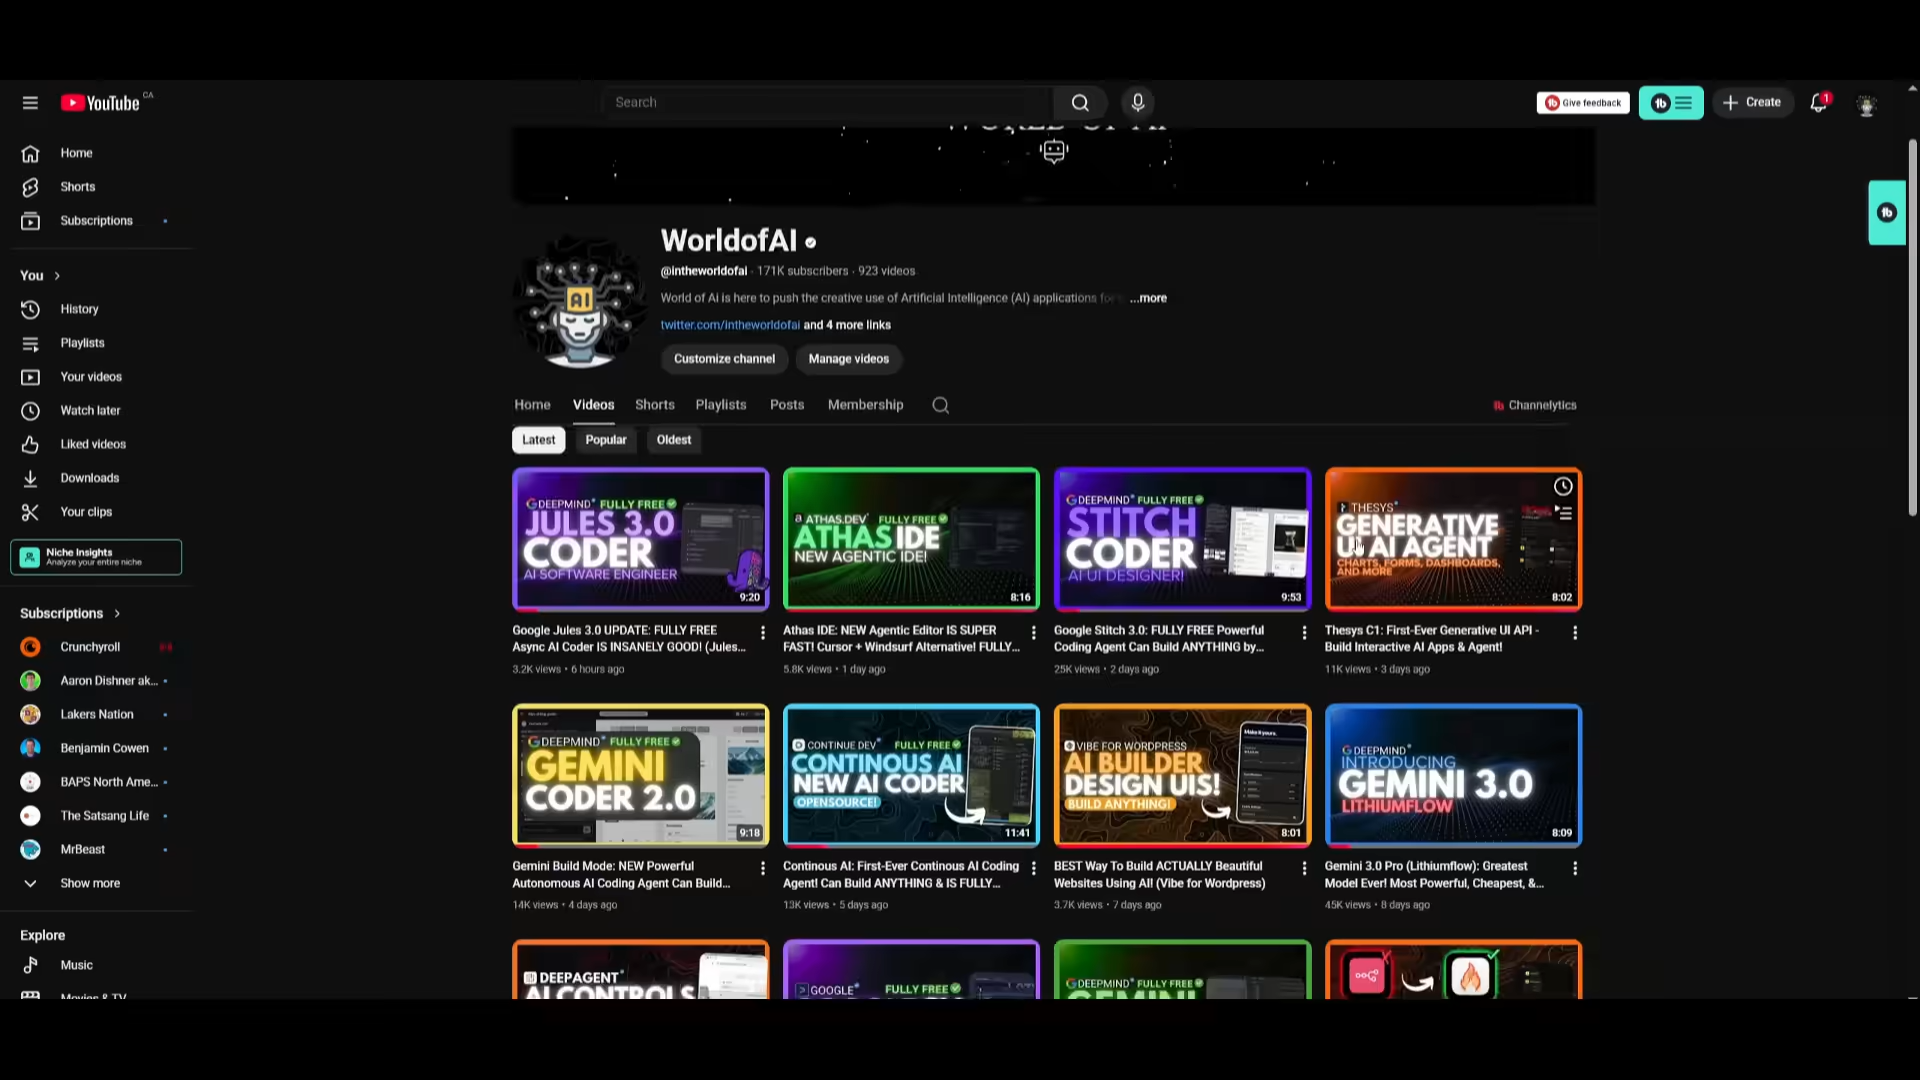 YouTube CA
Search
Give feedback
Create
1
Home
Shorts
Subscriptions
You
History
Playlists
Your videos
Watch later
Liked videos
Downloads
Your clips
Niche Insights
Analyze your entire niche
Subscriptions
Crunchyroll
Aaron Dishner ak...
Lakers Nation
Benjamin Cowen
BAPS North Ame...
The Satsang Life
MrBeast
Show more
Explore
Music
Movies & TV
WORLD OF AI
AI
WorldofAI
@intheworldofai · 171K subscribers · 923 videos
World of Ai is here to push the creative use of Artificial Intelligence (AI) applications ...more
twitter.com/intheworldofai and 4 more links
Customize channel
Manage videos
Home
Videos
Shorts
Playlists
Posts
Membership
Channelytics
Latest
Popular
Oldest
DEEPMIND FULLY FREE
JULES 3.0
CODER
AI SOFTWARE ENGINEER
9:20
Google Jules 3.0 UPDATE: FULLY FREE
Async AI Coder IS INSANELY GOOD! (Jules...
3.2K views • 6 hours ago
ATHAS.DEV FULLY FREE
ATHAS IDE
NEW AGENTIC IDE!
8:16
Athas IDE: NEW Agentic Editor IS SUPER
FAST! Cursor + Windsurf Alternative! FULLY...
5.8K views • 1 day ago
DEEPMIND FULLY FREE
STITCH
CODER
AI UI DESIGNER!
9:53
Google Stitch 3.0: FULLY FREE Powerful
Coding Agent Can Build ANYTHING by...
25K views • 2 days ago
THESYS
GENERATIVE
UI AI AGENT
CHARTS, FORMS, DASHBOARDS,
AND MORE
8:02
Thesys C1: First-Ever Generative UI API -
Build Interactive AI Apps & Agent!
11K views • 3 days ago
DEEPMIND FULLY FREE
GEMINI
CODER 2.0
9:18
Gemini Build Mode: NEW Powerful
Autonomous AI Coding Agent Can Build...
14K views • 4 days ago
CONTINUE DEV FULLY FREE
CONTINOUS AI
NEW AI CODER
OPENSOURCE!
11:41
Continous AI: First-Ever Continous AI Coding
Agent! Can Build ANYTHING & IS FULLY...
13K views • 5 days ago
VIBE FOR WORDPRESS
AI BUILDER
DESIGN UIS!
BUILD ANYTHING!
Make it yours.
8:01
BEST Way To Build ACTUALLY Beautiful
Websites Using AI! (Vibe for Wordpress)
3.7K views • 7 days ago
DEEPMIND
INTRODUCING
GEMINI 3.0
LITHIUMFLOW
8:09
Gemini 3.0 Pro (Lithiumflow): Greatest
Model Ever! Most Powerful, Cheapest, &...
45K views • 8 days ago
DEEPAGENT
AI CONTROLS
GOOGLE FULLY FREE
DEEPMIND FULLY FREE
GEMINI